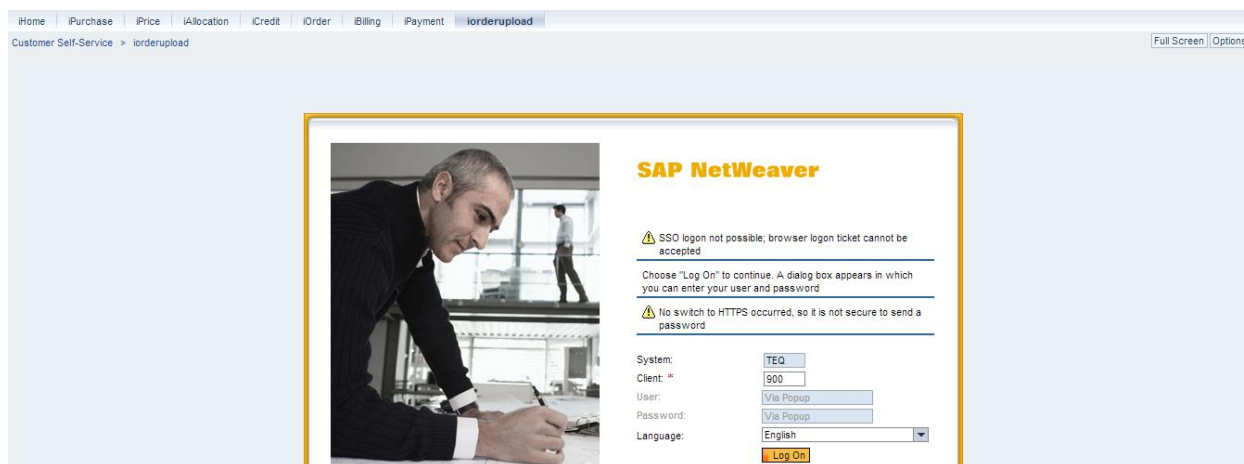 iHome iPurchase iPrice iAllocation iCredit iOrder iBilling iPayment iorderupload
Customer Self-Service > iorderupload
Full Screen Options
SAP NetWeaver
SSO logon not possible; browser logon ticket cannot be
accepted
Choose "Log On" to continue. A dialog box appears in which
you can enter your user and password
No switch to HTTPS occurred, so it is not secure to send a
password
System: TEQ
Client: * 900
User: Via Popup
Password: Via Popup
Language: English
Log On